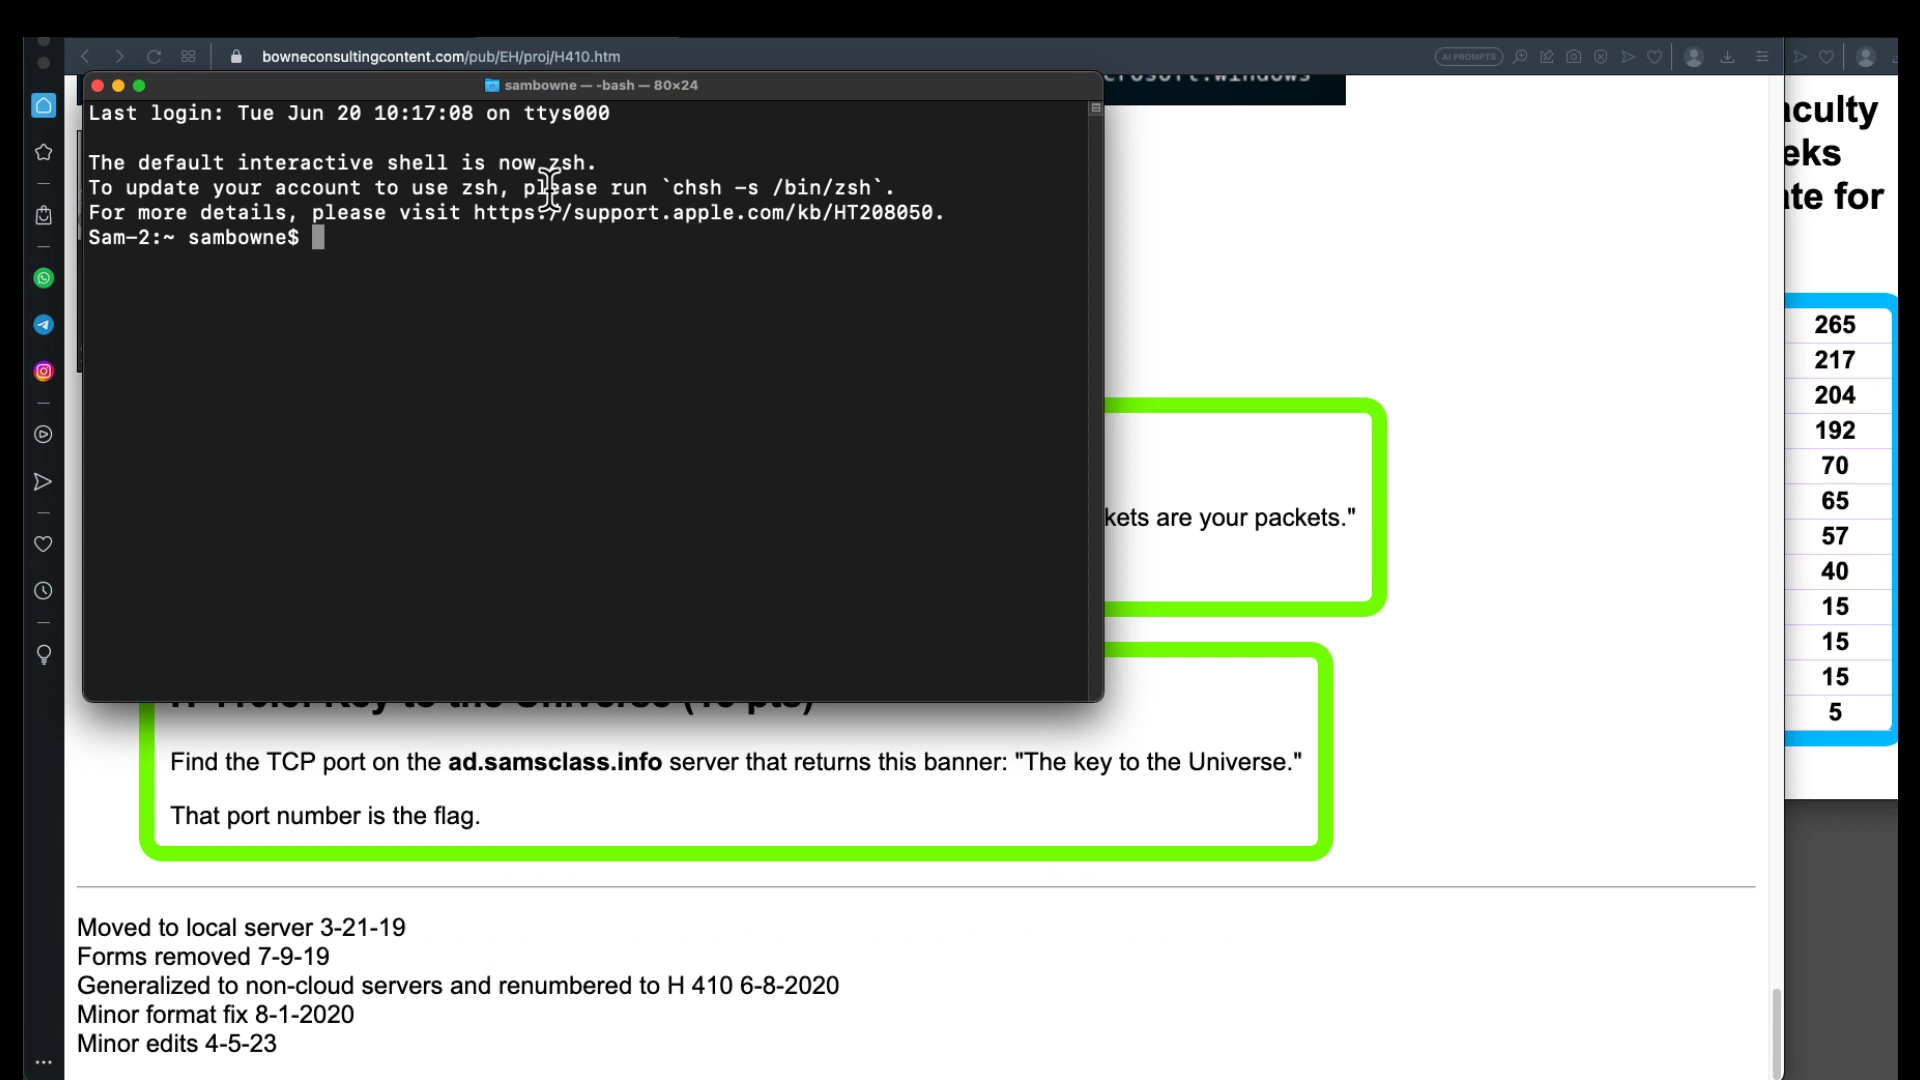 bowneconsultingcontent.com/pub/EH/proj/H410.htm
AI PROMPTS
sambowne — -bash — 80×24
Last login: Tue Jun 20 10:17:08 on ttys000
The default interactive shell is now zsh.
To update your account to use zsh, please run `chsh -s /bin/zsh`.
For more details, please visit https://support.apple.com/kb/HT208050.
Sam-2:~ sambowne$
kets are your packets."
Find the TCP port on the ad.samsclass.info server that returns this banner: "The key to the Universe."
That port number is the flag.
Moved to local server 3-21-19
Forms removed 7-9-19
Generalized to non-cloud servers and renumbered to H 410 6-8-2020
Minor format fix 8-1-2020
Minor edits 4-5-23
aculty
eks
ate for
265
217
204
192
70
65
57
40
15
15
15
5